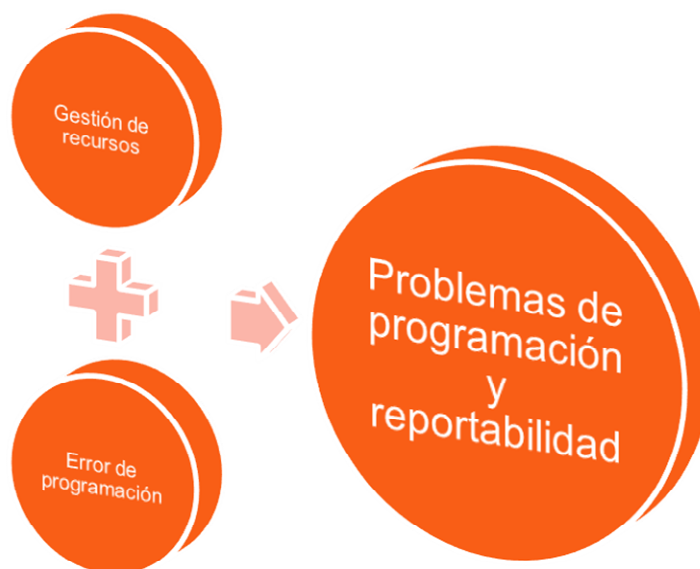 Gestión de
recursos
Error de
programación
Problemas de
programación
y
reportabilidad